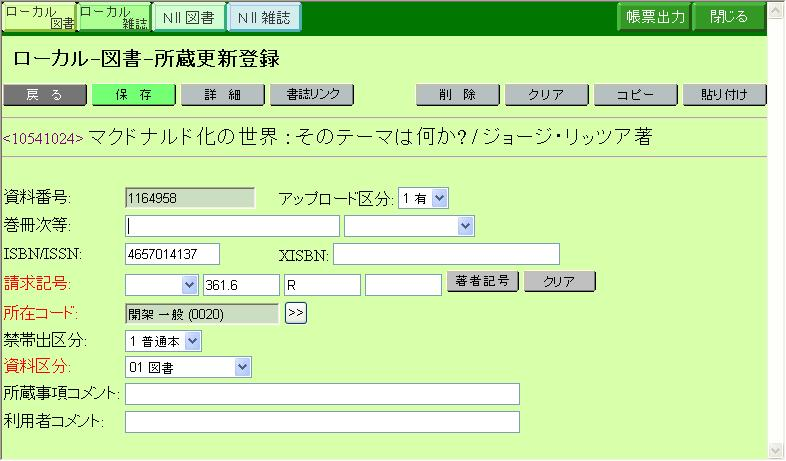 ローカル図書 ローカル雑誌 NII 図書 NII 雑誌 帳票出力 閉じる
ローカル-図書-所蔵更新登録
戻 る 保 存 詳 細 書誌リンク 削 除 クリア コピー 貼り付け
<10541024> マクドナルド化の世界 : そのテーマは何か? / ジョージ・リッツア著
資料番号: 1164958 アップロード区分: 1 有
巻冊次等:
ISBN/ISSN: 4657014137 XISBN:
請求記号: 361.6 R 著者記号 クリア
所在コード: 開架 一般 (0020) >>
禁帯出区分: 1 普通本
資料区分: 01 図書
所蔵事項コメント:
利用者コメント: